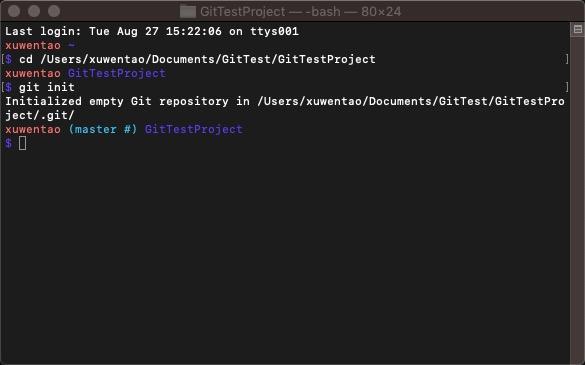 GitTestProject — -bash — 80×24
Last login: Tue Aug 27 15:22:06 on ttys001
xuwentao ~
[$ cd /Users/xuwentao/Documents/GitTest/GitTestProject ]
xuwentao GitTestProject
[$ git init ]
Initialized empty Git repository in /Users/xuwentao/Documents/GitTest/GitTestPro
ject/.git/
xuwentao (master #) GitTestProject
$